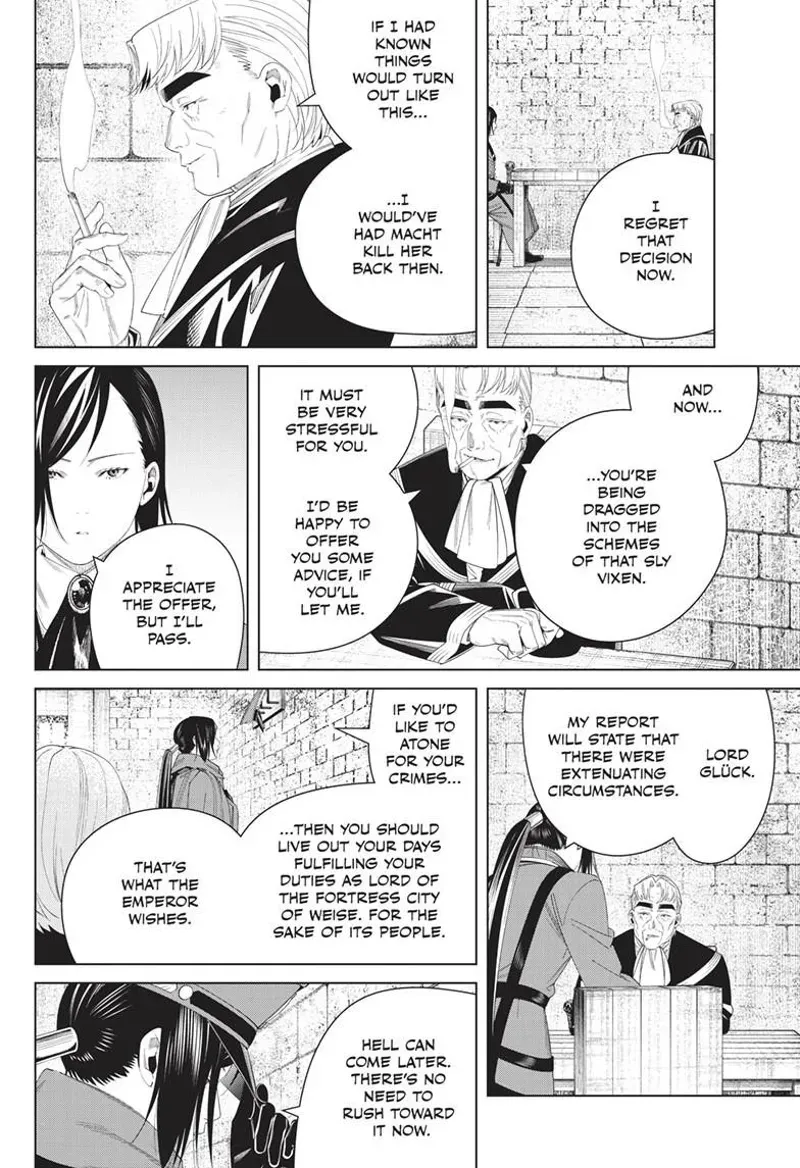 I
REGRET
THAT
DECISION
NOW.
IF I HAD
KNOWN
THINGS
WOULD TURN
OUT LIKE
THIS...
...I
WOULD'VE
HAD MACHT
KILL HER
BACK THEN.
AND
NOW...
...YOU'RE
BEING
DRAGGED
INTO THE
SCHEMES
OF THAT SLY
VIXEN.
IT MUST
BE VERY
STRESSFUL
FOR YOU.
I'D BE
HAPPY TO
OFFER
YOU SOME
ADVICE, IF
YOU'LL
LET ME.
I
APPRECIATE
THE OFFER,
BUT I'LL
PASS.
LORD
GLÜCK.
MY REPORT
WILL STATE THAT
THERE WERE
EXTENUATING
CIRCUMSTANCES.
IF YOU'D
LIKE TO
ATONE
FOR YOUR
CRIMES...
...THEN YOU SHOULD
LIVE OUT YOUR DAYS
FULFILLING YOUR
DUTIES AS LORD OF
THE FORTRESS CITY
OF WEISE. FOR THE
SAKE OF ITS PEOPLE.
THAT'S
WHAT THE
EMPEROR
WISHES.
HELL CAN
COME LATER.
THERE'S NO
NEED TO
RUSH TOWARD
IT NOW.